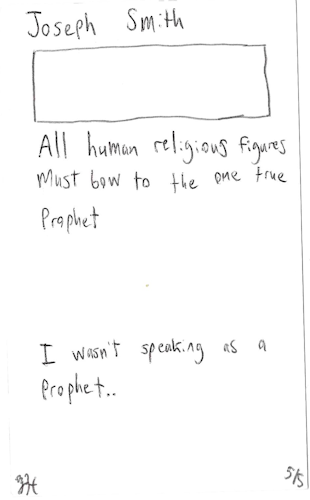 Joseph Smith
All human religious figures
Must bow to the one true
Prophet
I wasn't speaking as a
Prophet..
5/5